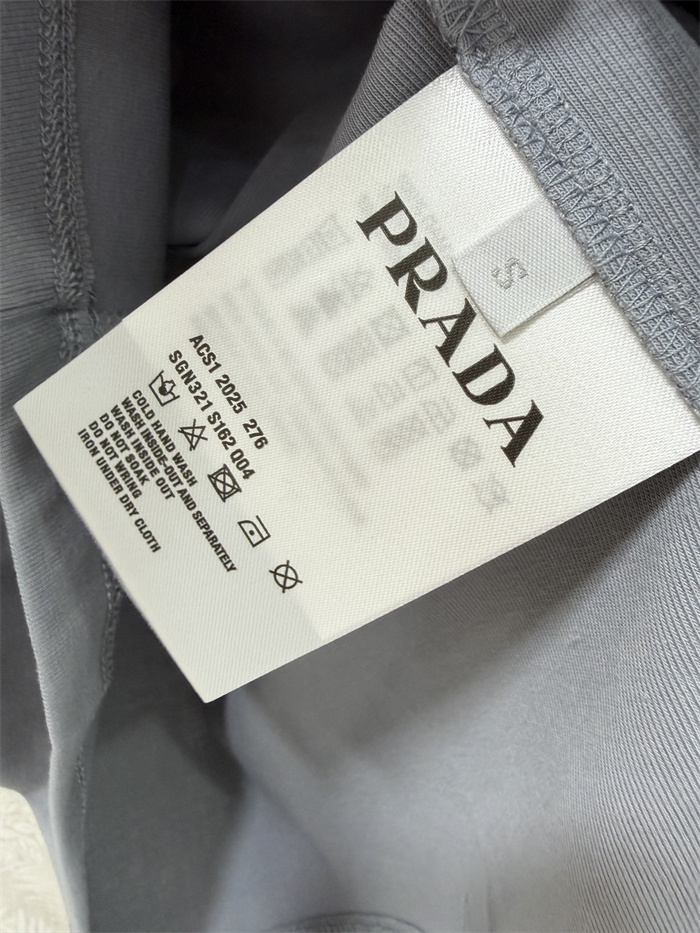 PRADA
S
ACS1 2025 276
SGN321 S162 Q04
COLD HAND WASH
WASH INSIDE-OUT AND SEPARATELY
WASH INSIDE OUT
DO NOT SOAK
DO NOT WRING
IRON UNDER DRY CLOTH